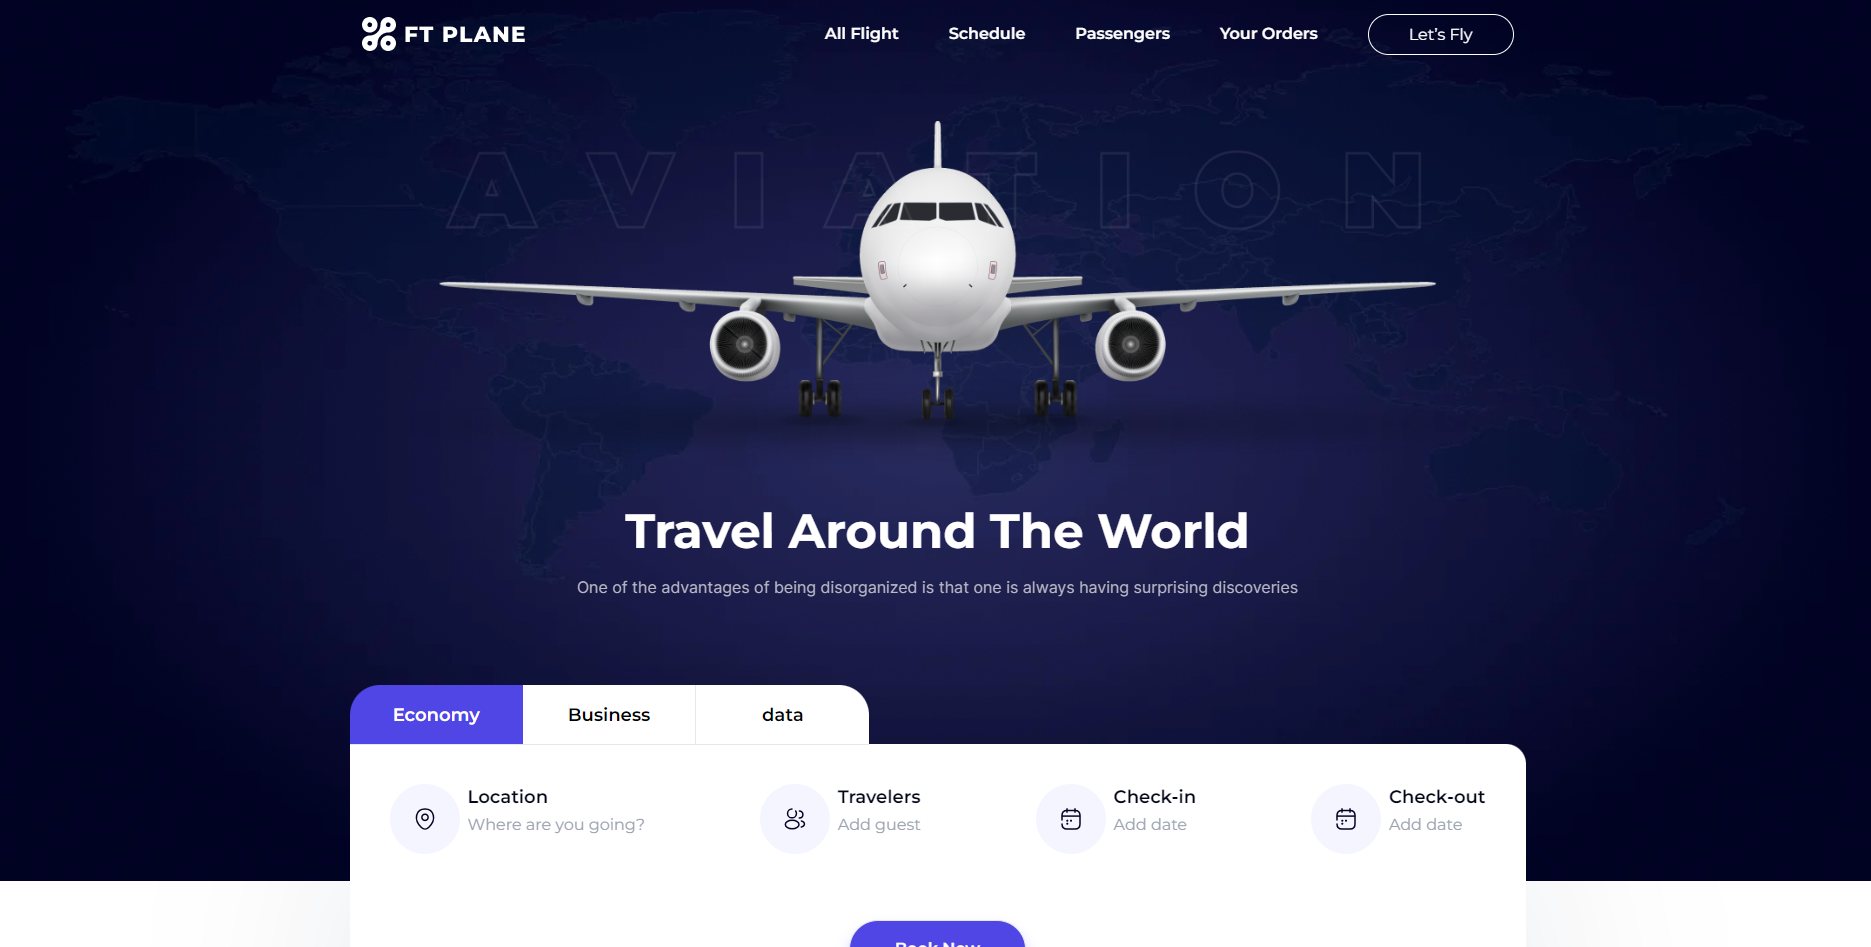 FT PLANE
All Flight
Schedule
Passengers
Your Orders
Let's Fly
AVIATION
Travel Around The World
One of the advantages of being disorganized is that one is always having surprising discoveries
Economy
Business
data
Location
Where are you going?
Travelers
Add guest
Check-in
Add date
Check-out
Add date
Book Now